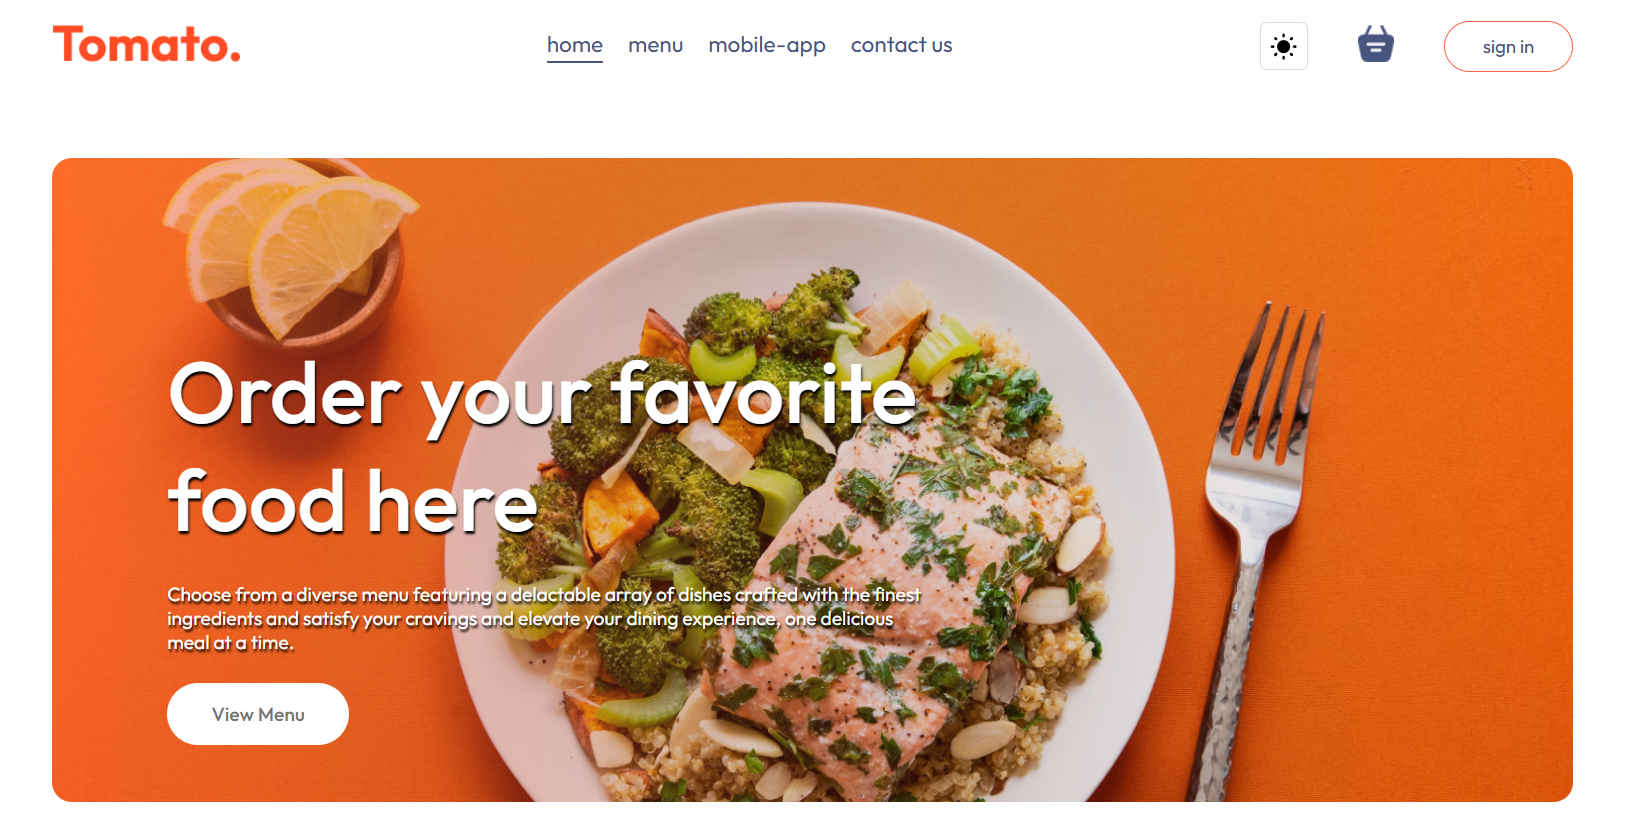 Tomato.
home menu mobile-app contact us
sign in
Order your favorite
food here
Choose from a diverse menu featuring a delactable array of dishes crafted with the finest
ingredients and satisfy your cravings and elevate your dining experience, one delicious
meal at a time.
View Menu